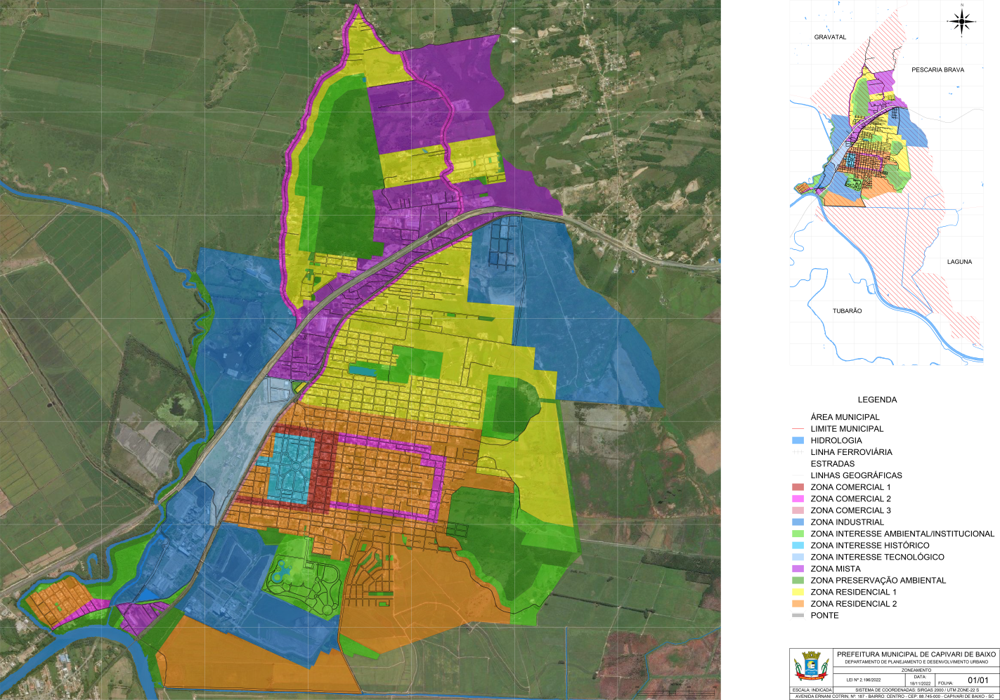 N
GRAVATAL
PESCARIA BRAVA
LAGUNA
TUBARÃO
LEGENDA
ÁREA MUNICIPAL
LIMITE MUNICIPAL
HIDROLOGIA
LINHA FERROVIÁRIA
ESTRADAS
LINHAS GEOGRÁFICAS
ZONA COMERCIAL 1
ZONA COMERCIAL 2
ZONA COMERCIAL 3
ZONA INDUSTRIAL
ZONA INTERESSE AMBIENTAL/INSTITUCIONAL
ZONA INTERESSE HISTÓRICO
ZONA INTERESSE TECNOLÓGICO
ZONA MISTA
ZONA PRESERVAÇÃO AMBIENTAL
ZONA RESIDENCIAL 1
ZONA RESIDENCIAL 2
PONTE
PREFEITURA MUNICIPAL DE CAPIVARI DE BAIXO
DEPARTAMENTO DE PLANEJAMENTO E DESENVOLVIMENTO URBANO
ZONEAMENTO
LEI Nº 2.196/2022
DATA:
18/11/2022
FOLHA:
01/01
ESCALA: INDICADA
SISTEMA DE COORDENADAS: SIRGAS 2000 / UTM ZONE-22 S
AVENIDA ERNANI COTRIN, Nº: 187 - BAIRRO: CENTRO - CEP: 88.745-000 - CAPIVARI DE BAIXO - SC